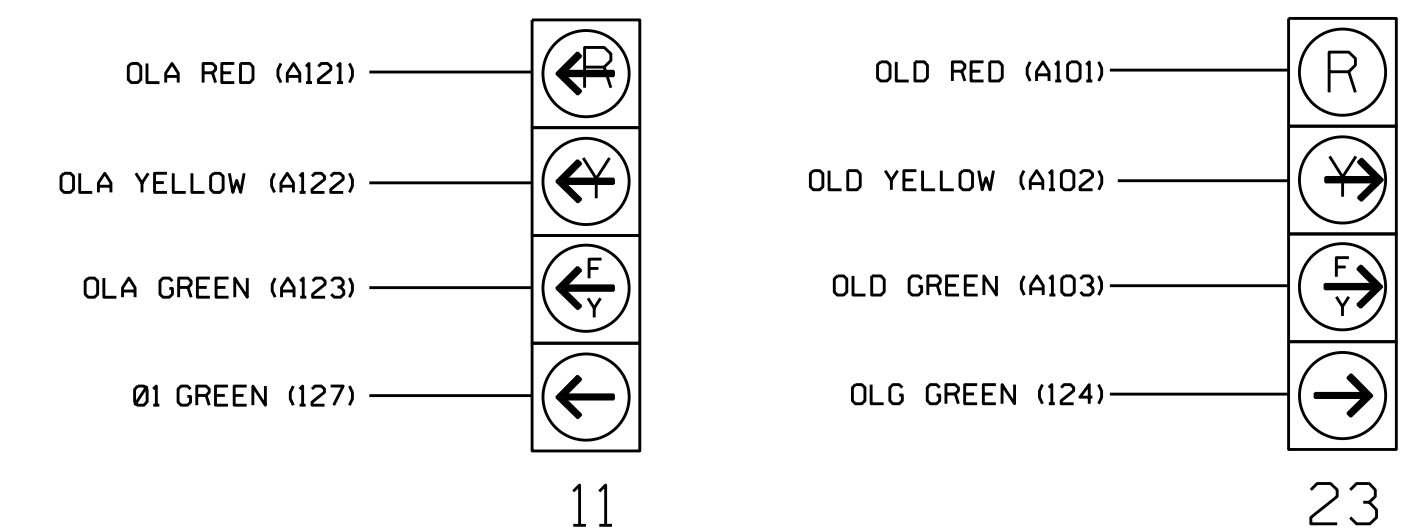 OLA RED (A121)
R
OLA YELLOW (A122)
Y
OLA GREEN (A123)
F
Y
Ø1 GREEN (127)
11
OLD RED (A101)
R
OLD YELLOW (A102)
Y
OLD GREEN (A103)
F
Y
OLG GREEN (124)
23